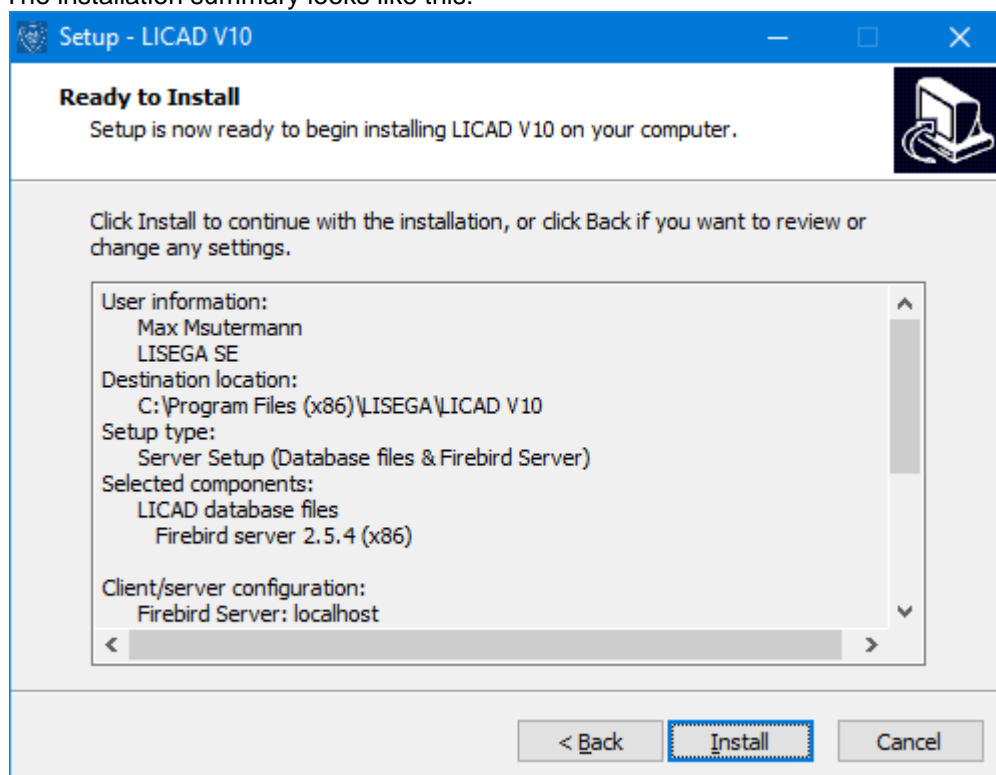 The installation summary looks like this:
Setup - LICAD V10
Ready to Install
Setup is now ready to begin installing LICAD V10 on your computer.
Click Install to continue with the installation, or click Back if you want to review or
change any settings.
User information:
Max Msutermann
LISEGA SE
Destination location:
C:\Program Files (x86)\LISEGA\LICAD V10
Setup type:
Server Setup (Database files & Firebird Server)
Selected components:
LICAD database files
Firebird server 2.5.4 (x86)
Client/server configuration:
Firebird Server: localhost
< Back
Install
Cancel